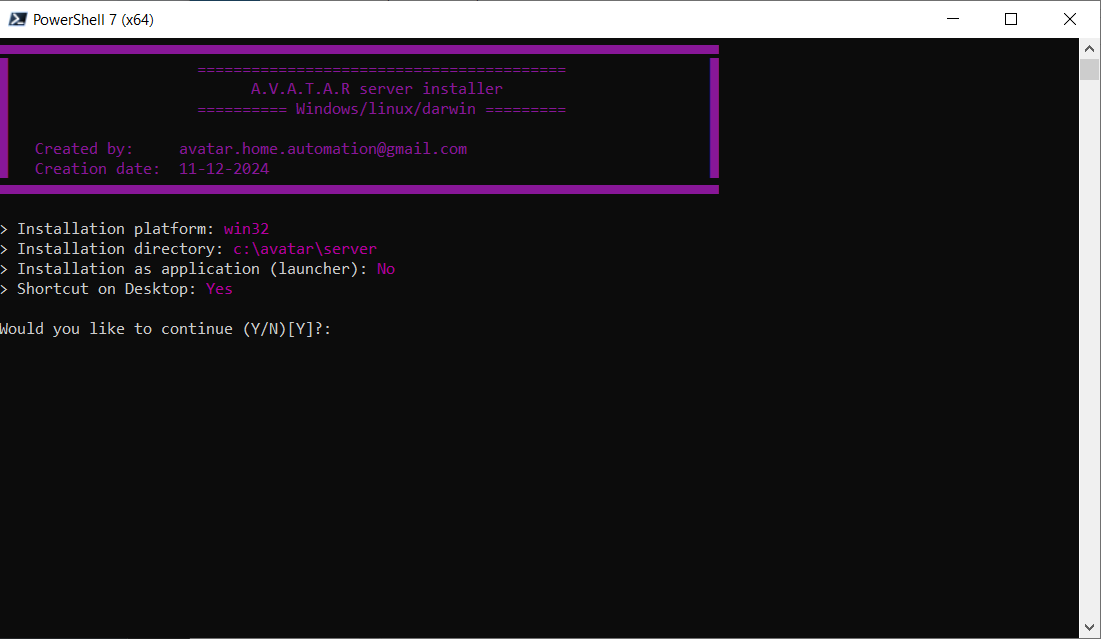 PowerShell 7 (x64)
=========================================
A.V.A.T.A.R server installer
========== Windows/linux/darwin =========
Created by: avatar.home.automation@gmail.com
Creation date: 11-12-2024
> Installation platform: win32
> Installation directory: c:\avatar\server
> Installation as application (launcher): No
> Shortcut on Desktop: Yes
Would you like to continue (Y/N)[Y]?: